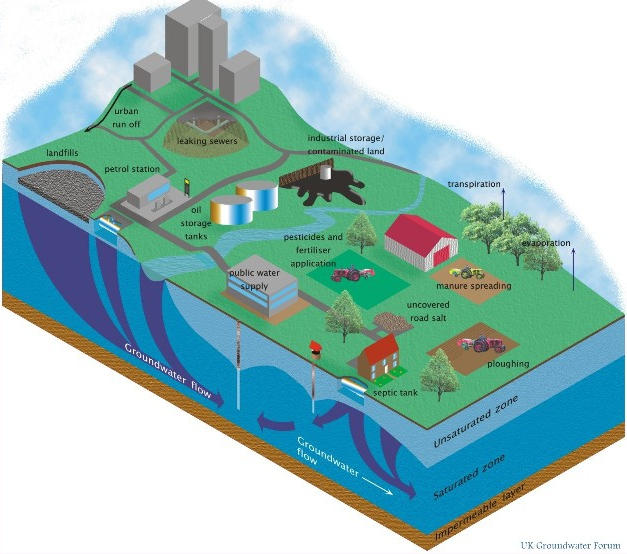 urban
run off
leaking sewers
landfills
industrial storage/
contaminated land
petrol station
transpiration
oil
storage
tanks
evaporation
pesticides and
fertiliser
application
public water
supply
manure spreading
uncovered
road salt
ploughing
septic tank
Groundwater flow
Groundwater
flow
Unsaturated zone
Saturated zone
Impermeable layer
UK Groundwater Forum